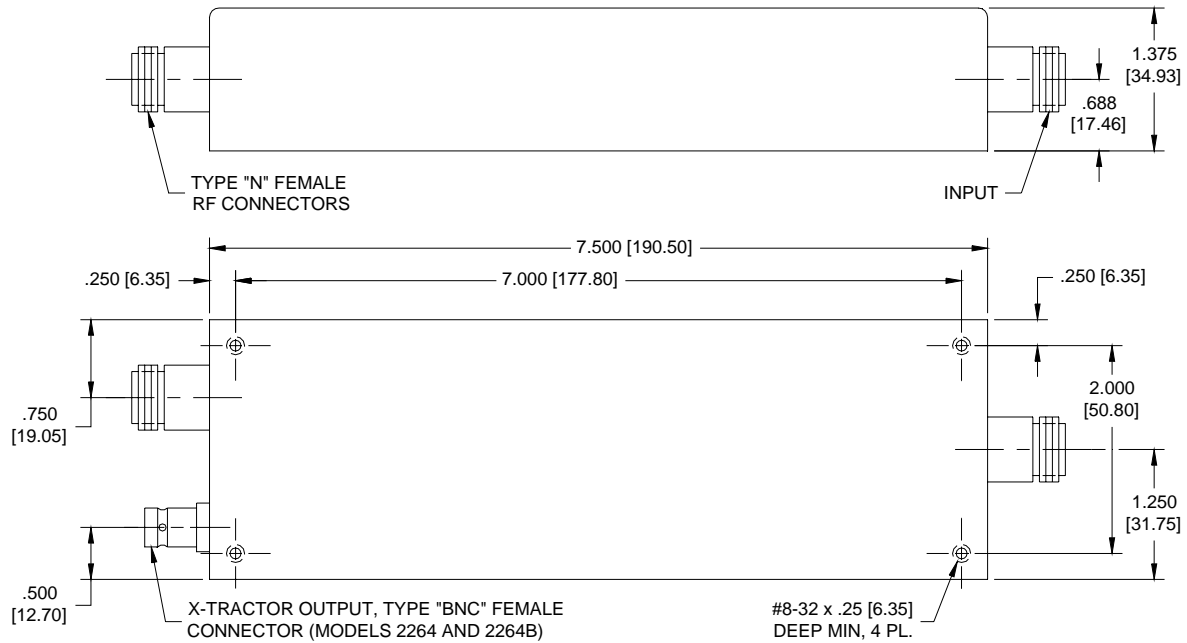 1.375
[34.93]
.688
[17.46]
TYPE "N" FEMALE
RF CONNECTORS
INPUT
7.500 [190.50]
.250 [6.35]
7.000 [177.80]
.250 [6.35]
.750
[19.05]
2.000
[50.80]
1.250
[31.75]
.500
[12.70]
X-TRACTOR OUTPUT, TYPE "BNC" FEMALE
CONNECTOR (MODELS 2264 AND 2264B)
#8-32 x .25 [6.35]
DEEP MIN, 4 PL.